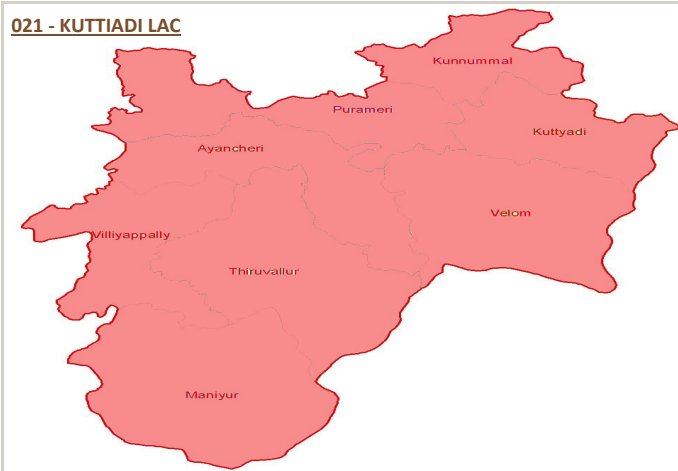 021 - KUTTIADI LAC
Kunnummal
Purameri
Kuttyadi
Ayancheri
Velom
Villiyappally
Thiruvallur
Maniyur